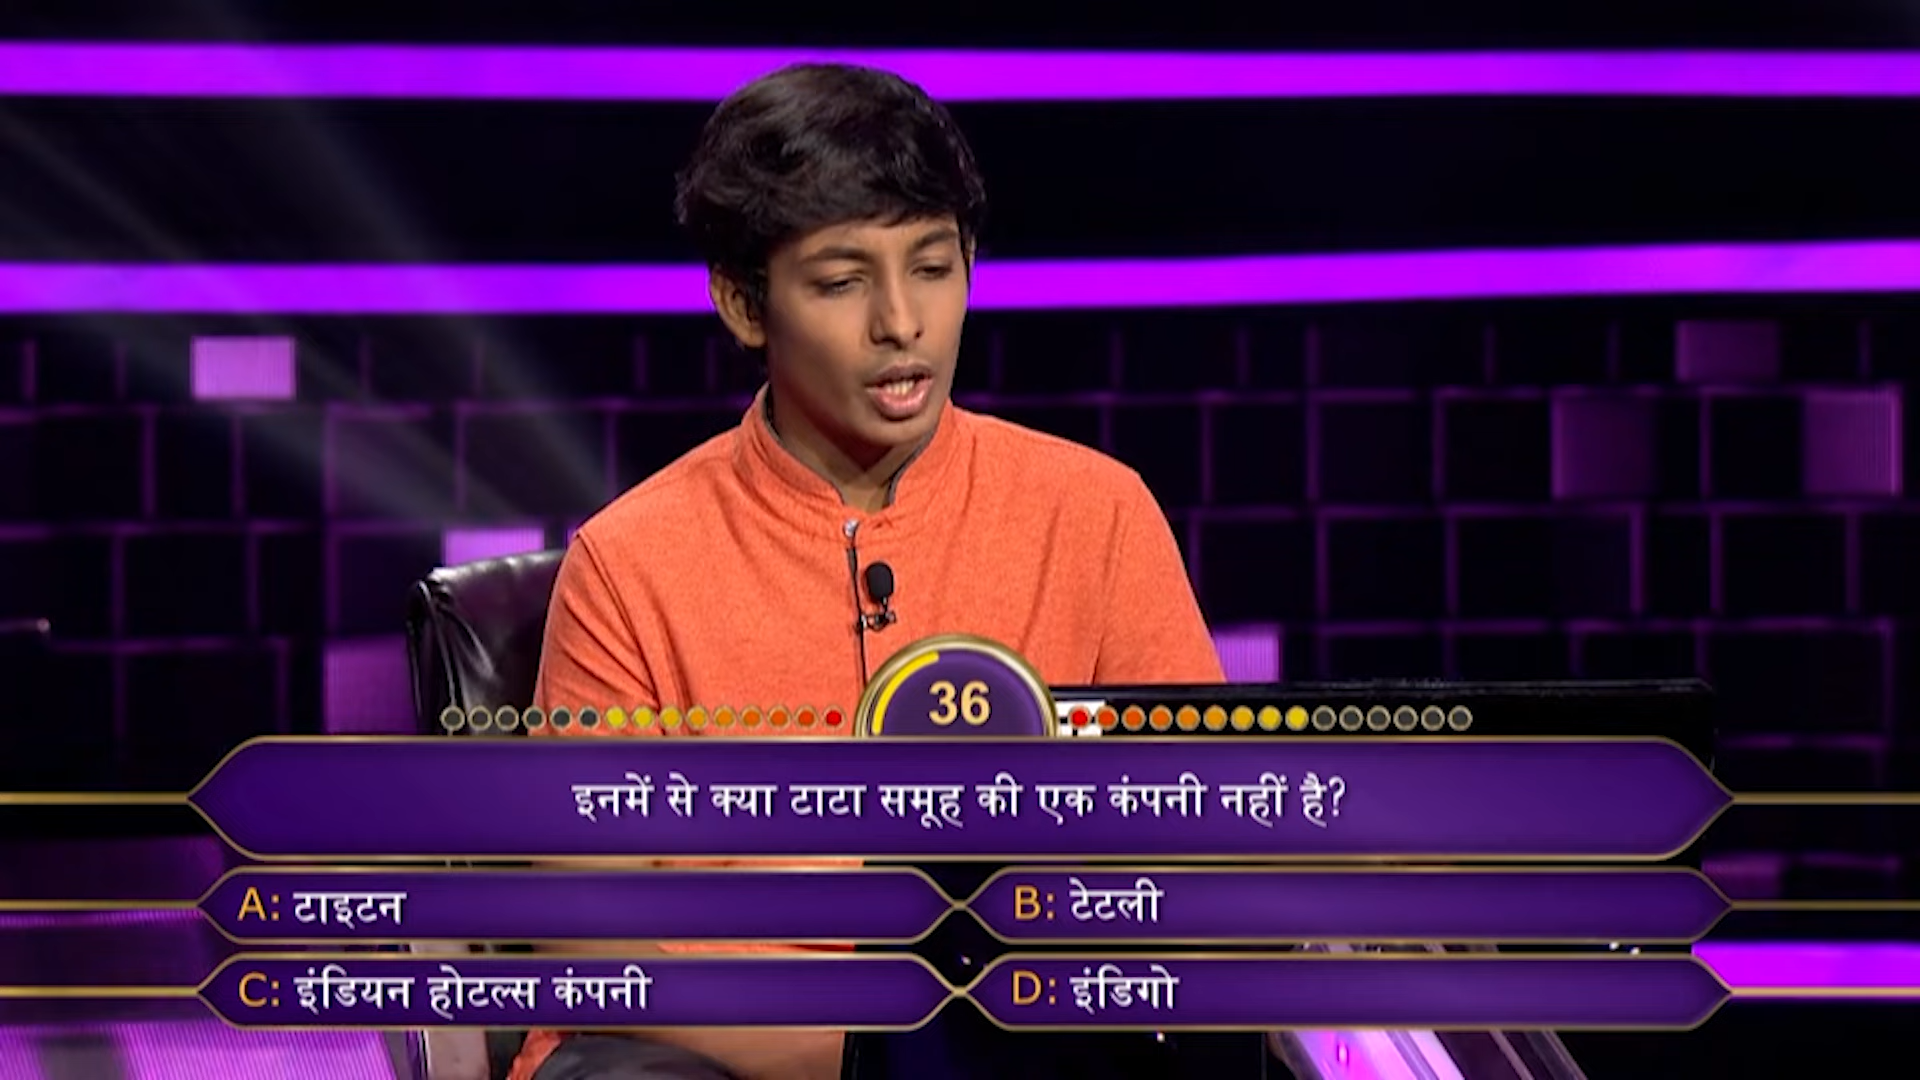 36
इनमें से क्या टाटा समूह की एक कंपनी नहीं है?
A: टाइटन
B: टेटली
C: इंडियन होटल्स कंपनी
D: इंडिगो